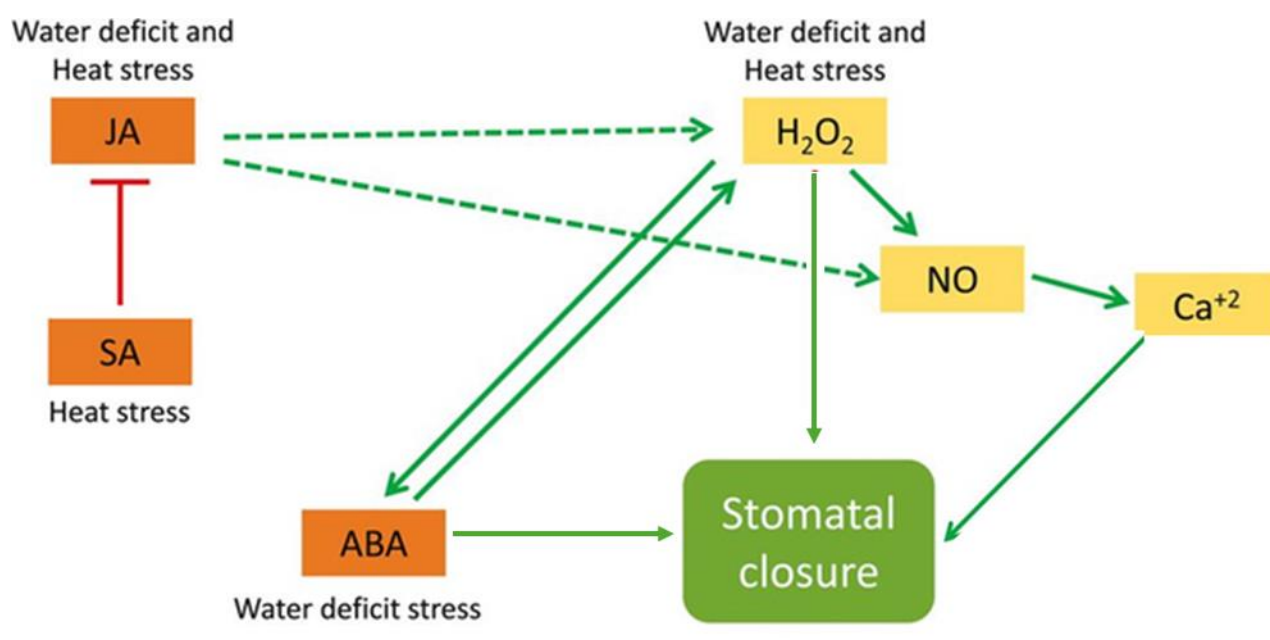 Water deficit and
Heat stress
JA
SA
Heat stress
Water deficit and
Heat stress
H₂O₂
NO
Ca⁺²
ABA
Water deficit stress
Stomatal
closure